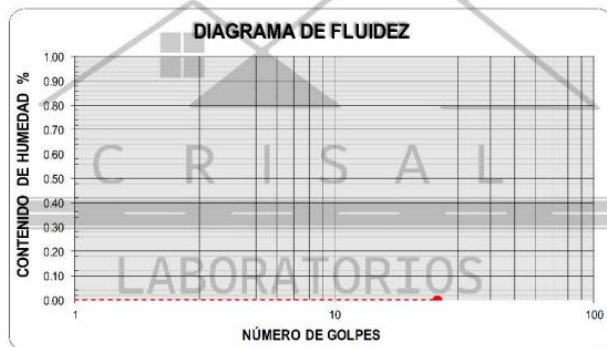 DIAGRAMA DE FLUIDEZ
CONTENIDO DE HUMEDAD %
1.00
0.90
0.80
0.70
0.60
0.50
0.40
0.30
0.20
0.10
0.00
CRISAL
LABORATORIOS
1 10 100
NÚMERO DE GOLPES